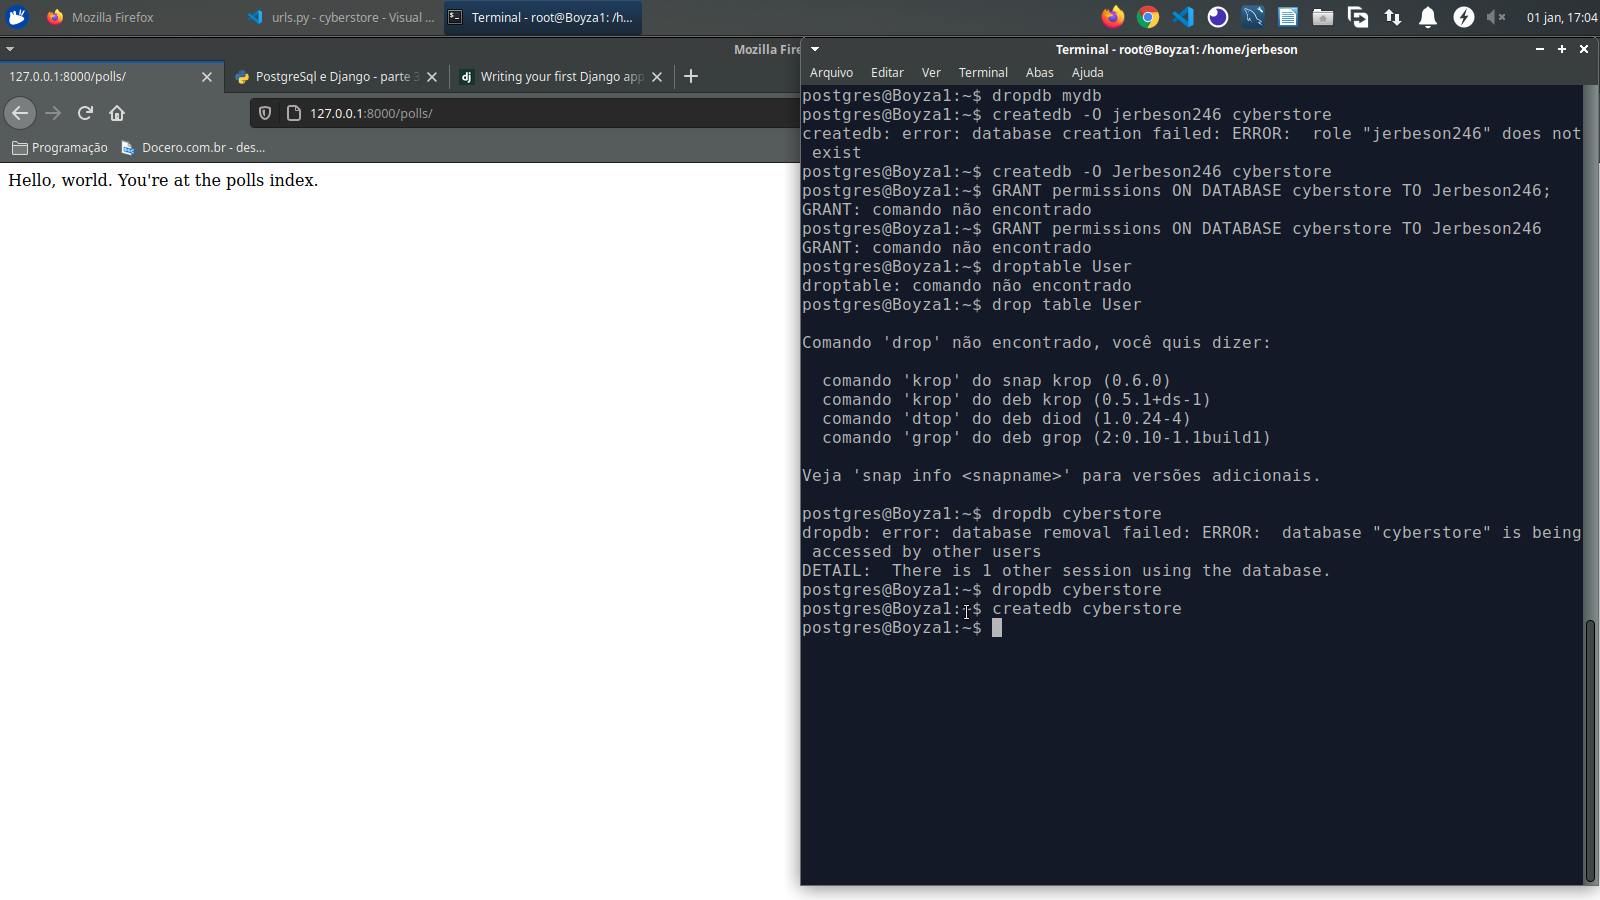 Mozilla Firefox
urls.py - cyberstore - Visual ...
Terminal - root@Boyza1: /h...
01 jan, 17:04
Mozilla Fire
127.0.0.1:8000/polls/
PostgreSql e Django - parte 3
Writing your first Django app
127.0.0.1:8000/polls/
Programação
Docero.com.br - des...
Hello, world. You're at the polls index.
Terminal - root@Boyza1: /home/jerbeson
Arquivo Editar Ver Terminal Abas Ajuda
postgres@Boyza1:~$ dropdb mydb
postgres@Boyza1:~$ createdb -O jerbeson246 cyberstore
createdb: error: database creation failed: ERROR:  role "jerbeson246" does not
 exist
postgres@Boyza1:~$ createdb -O Jerbeson246 cyberstore
postgres@Boyza1:~$ GRANT permissions ON DATABASE cyberstore TO Jerbeson246;
GRANT: comando não encontrado
postgres@Boyza1:~$ GRANT permissions ON DATABASE cyberstore TO Jerbeson246
GRANT: comando não encontrado
postgres@Boyza1:~$ droptable User
droptable: comando não encontrado
postgres@Boyza1:~$ drop table User
Comando 'drop' não encontrado, você quis dizer:
  comando 'krop' do snap krop (0.6.0)
  comando 'krop' do deb krop (0.5.1+ds-1)
  comando 'dtop' do deb diod (1.0.24-4)
  comando 'grop' do deb grop (2:0.10-1.1build1)
Veja 'snap info <snapname>' para versões adicionais.
postgres@Boyza1:~$ dropdb cyberstore
dropdb: error: database removal failed: ERROR:  database "cyberstore" is being
 accessed by other users
DETAIL:  There is 1 other session using the database.
postgres@Boyza1:~$ dropdb cyberstore
postgres@Boyza1:~$ createdb cyberstore
postgres@Boyza1:~$